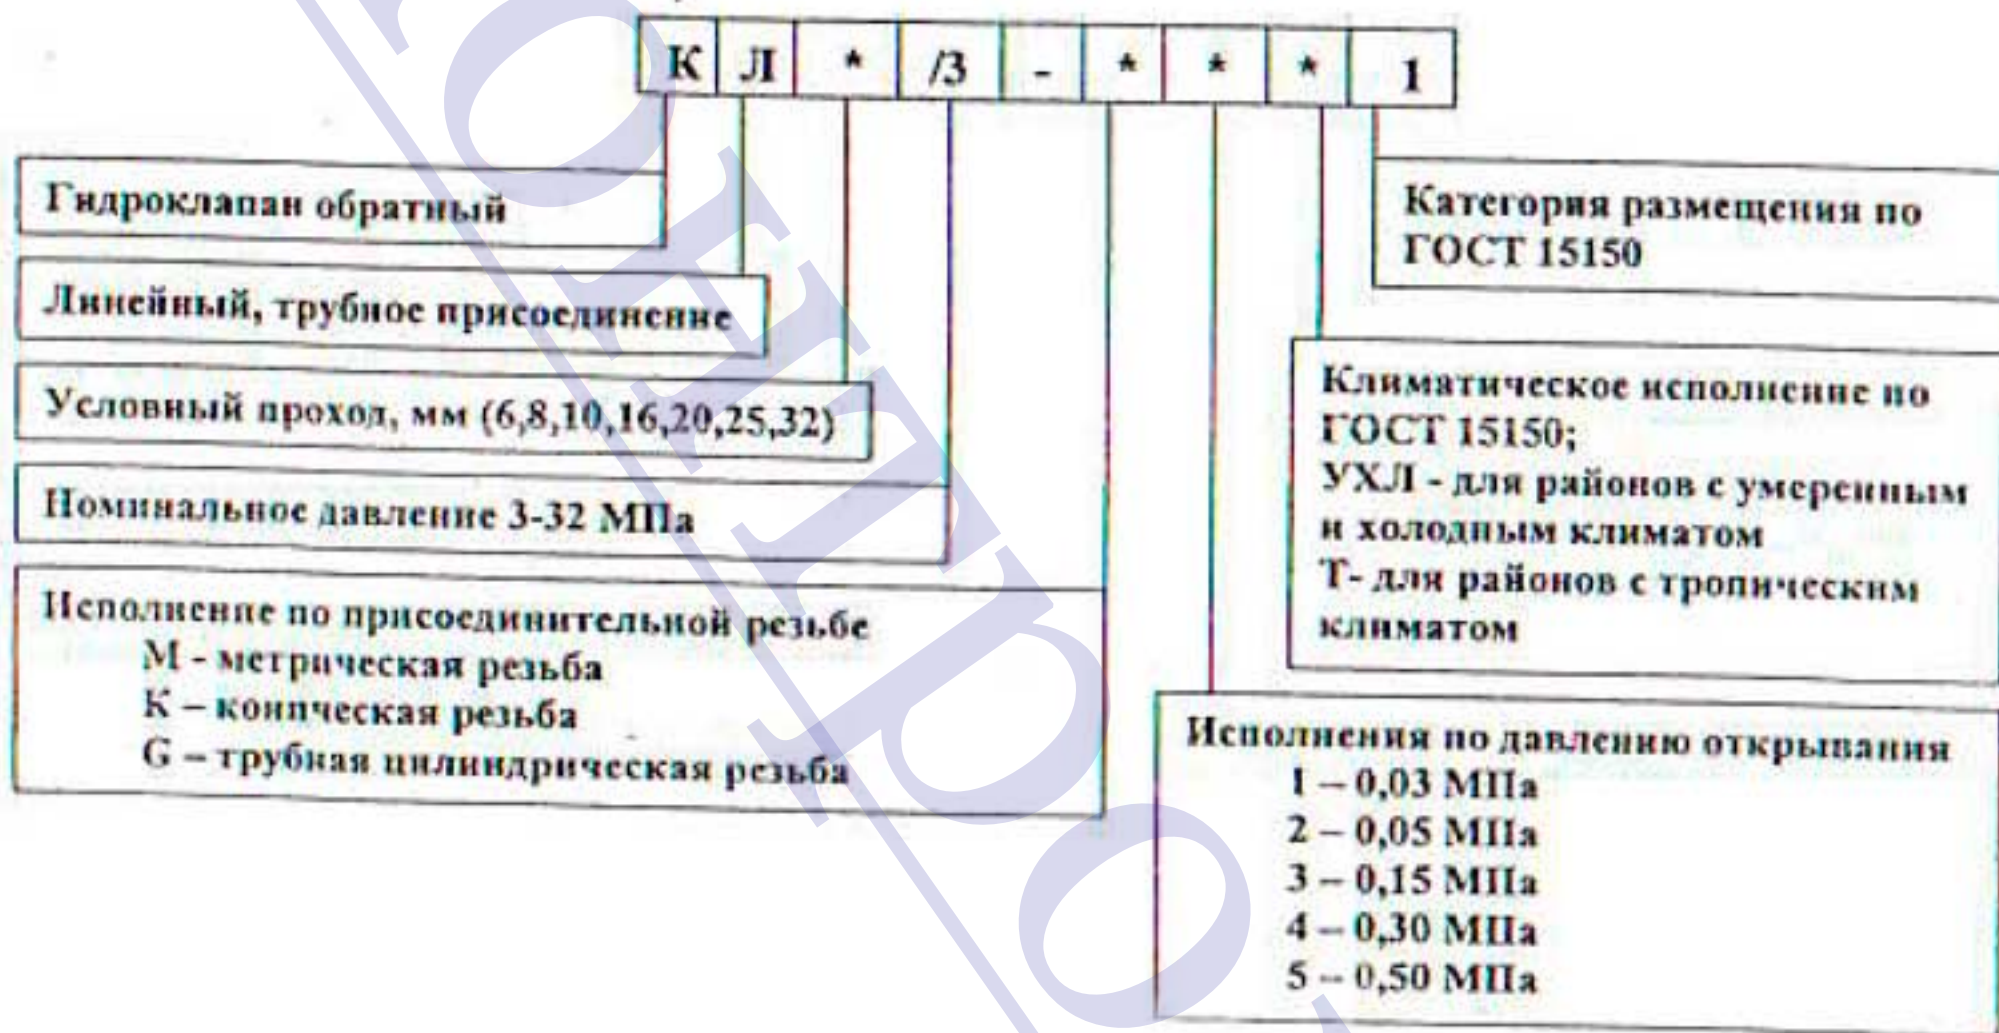 К Л * /3 - * * * 1
Гидроклапан обратный
Линейный, трубное присоединение
Условный проход, мм (6,8,10,16,20,25,32)
Номинальное давление 3-32 МПа
Исполнение по присоединительной резьбе
М - метрическая резьба
К – коническая резьба
G – трубная цилиндрическая резьба
Категория размещения по
ГОСТ 15150
Климатическое исполнение по
ГОСТ 15150;
УХЛ - для районов с умеренным
и холодным климатом
Т- для районов с тропическим
климатом
Исполнения по давлению открывания
1 – 0,03 МПа
2 – 0,05 МПа
3 – 0,15 МПа
4 – 0,30 МПа
5 – 0,50 МПа